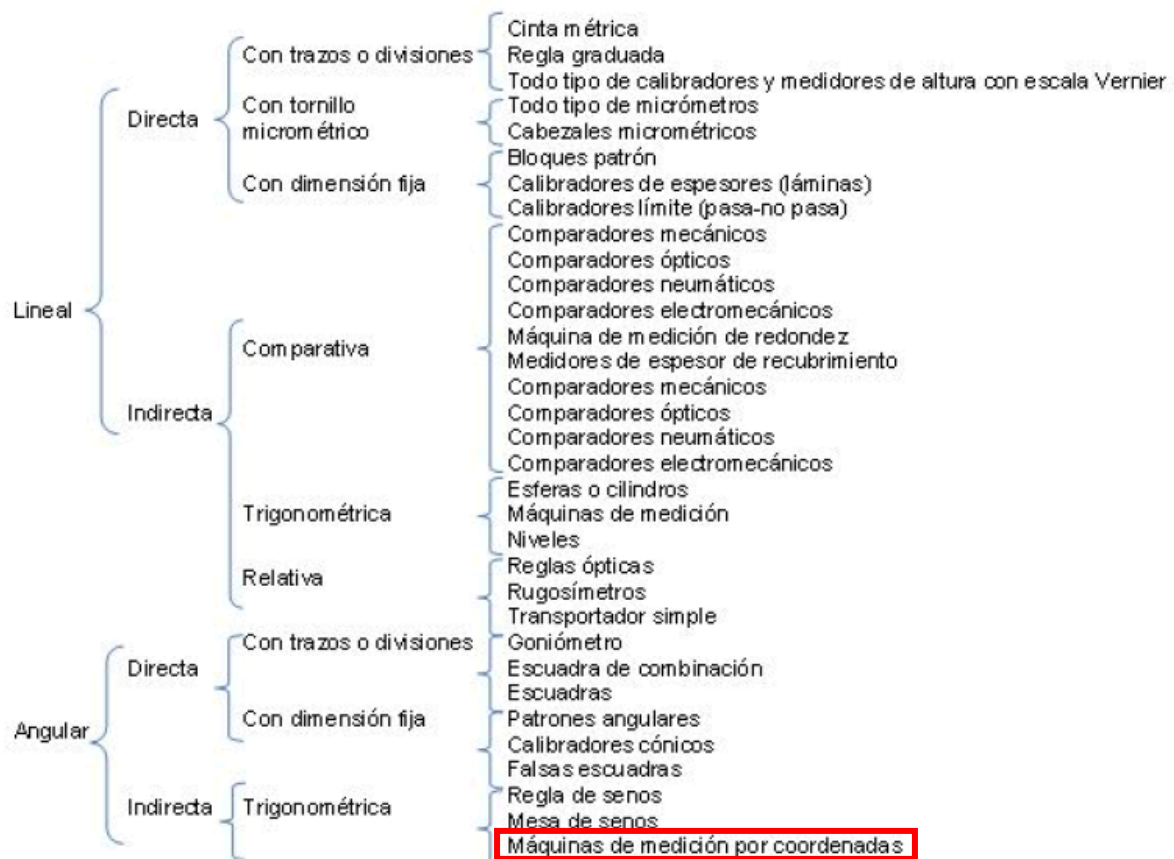 Cinta métrica
Con trazos o divisiones
Regla graduada
Todo tipo de calibradores y medidores de altura con escala Vernier
Directa
Con tornillo
micrométrico
Todo tipo de micrómetros
Cabezales micrométricos
Con dimensión fija
Bloques patrón
Calibradores de espesores (láminas)
Calibradores límite (pasa-no pasa)
Lineal
Indirecta
Comparativa
Comparadores mecánicos
Comparadores ópticos
Comparadores neumáticos
Comparadores electromecánicos
Máquina de medición de redondez
Medidores de espesor de recubrimiento
Comparadores mecánicos
Comparadores ópticos
Comparadores neumáticos
Comparadores electromecánicos
Trigonométrica
Esferas o cilindros
Máquinas de medición
Niveles
Relativa
Reglas ópticas
Rugosímetros
Transportador simple
Angular
Directa
Con trazos o divisiones
Goniómetro
Escuadra de combinación
Escuadras
Con dimensión fija
Patrones angulares
Calibradores cónicos
Falsas escuadras
Indirecta
Trigonométrica
Regla de senos
Mesa de senos
Máquinas de medición por coordenadas